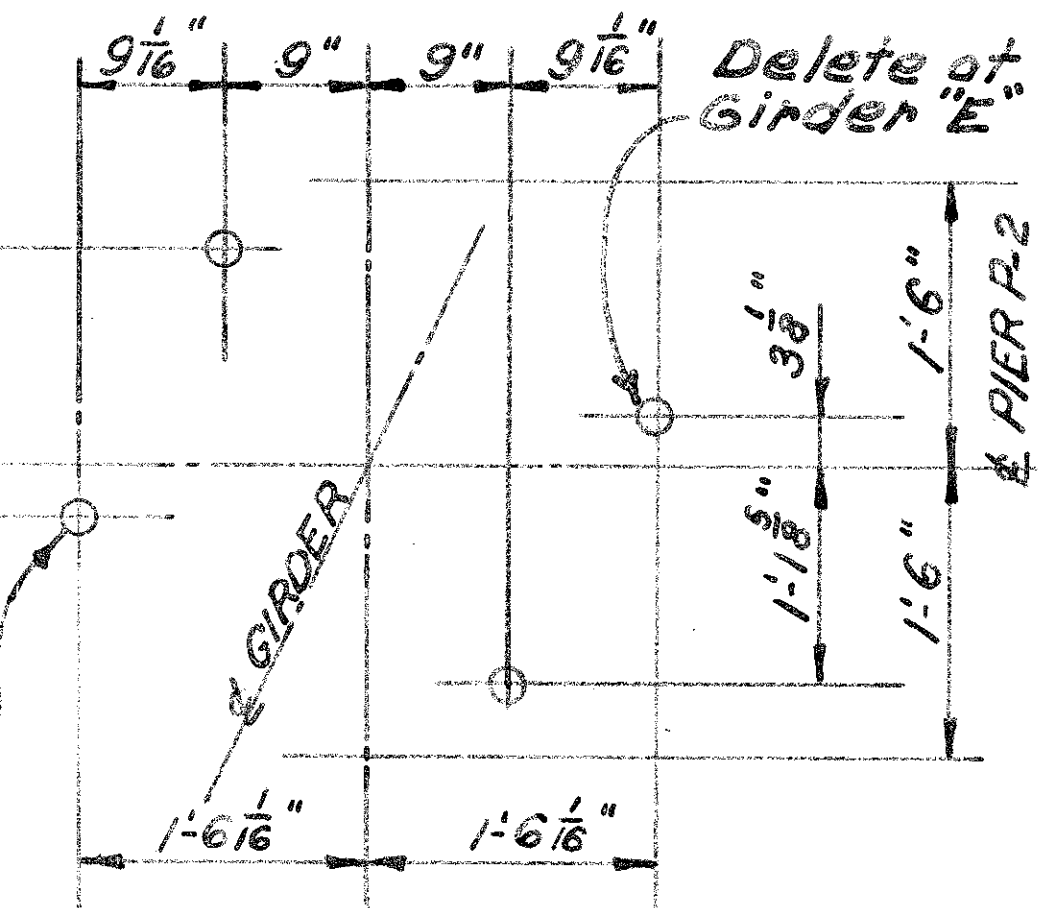 9 1/16" 9" 9" 9 1/16"
Delete at
Girder "E"
3 1/8"
1'-6"
℄ PIER P-2
1'-1 5/8"
1'-6"
℄ GIRDER
1'-6 1/16" 1'-6 1/16"